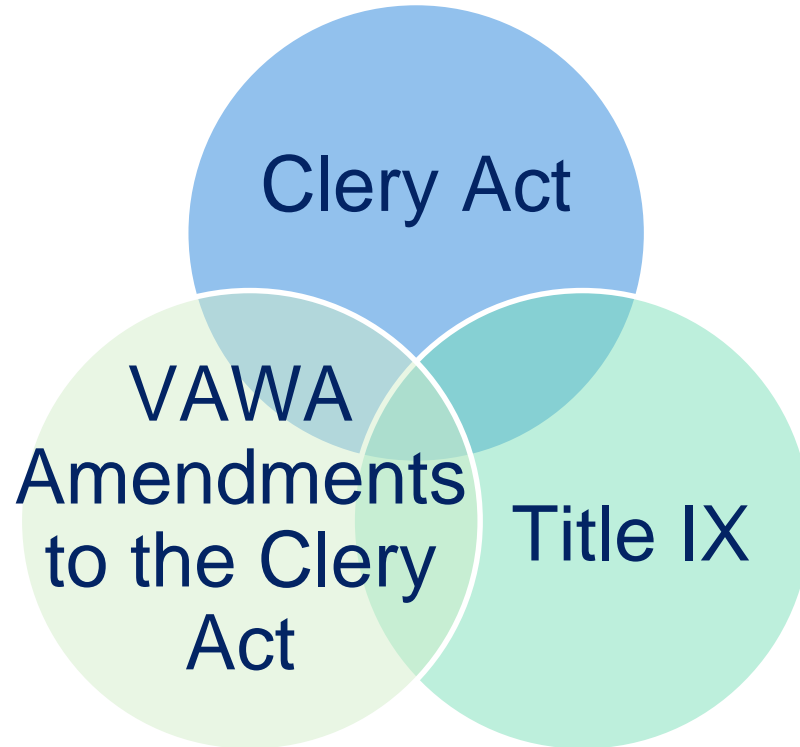 Clery Act
VAWA
Amendments
to the Clery
Act
Title IX